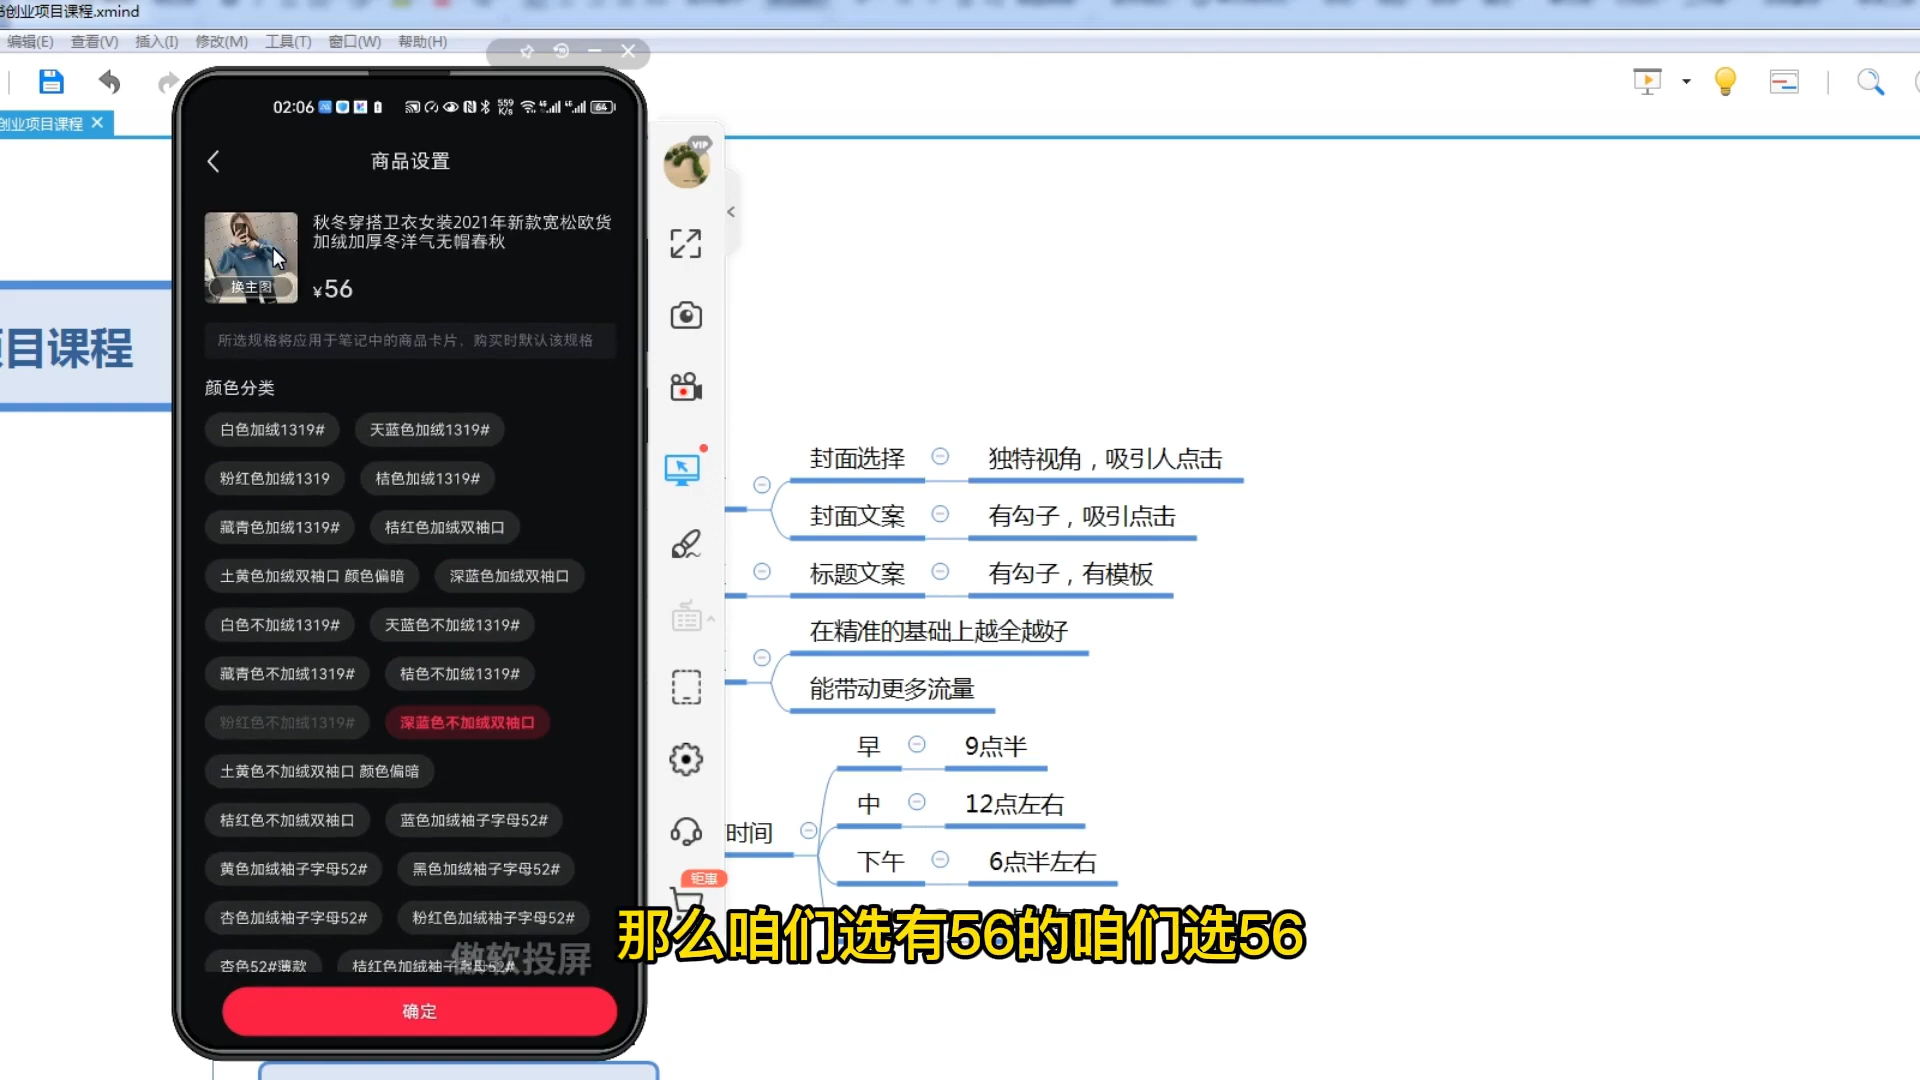 书创业项目课程.xmind
编辑(E) 查看(V) 插入(I) 修改(M) 工具(T) 窗口(W) 帮助(H)
创业项目课程
02:06
559 K/s
64
商品设置
秋冬穿搭卫衣女装2021年新款宽松欧货
加绒加厚冬洋气无帽春秋
换主图
¥56
所选规格将应用于笔记中的商品卡片，购买时默认该规格
颜色分类
白色加绒1319# 天蓝色加绒1319#
粉红色加绒1319 桔色加绒1319#
藏青色加绒1319# 桔红色加绒双袖口
土黄色加绒双袖口 颜色偏暗 深蓝色加绒双袖口
白色不加绒1319# 天蓝色不加绒1319#
藏青色不加绒1319# 桔色不加绒1319#
粉红色不加绒1319# 深蓝色不加绒双袖口
土黄色不加绒双袖口 颜色偏暗
桔红色不加绒双袖口 蓝色加绒袖子字母52#
黄色加绒袖子字母52# 黑色加绒袖子字母52#
杏色加绒袖子字母52# 粉红色加绒袖子字母52#
杏色52#薄款 桔红色加绒袖子字母52#
傲软投屏
确定
VIP
钜惠
项目课程
封面选择 独特视角，吸引人点击
封面文案 有勾子，吸引点击
标题文案 有勾子，有模板
在精准的基础上越全越好
能带动更多流量
时间
早 9点半
中 12点左右
下午 6点半左右
那么咱们选有56的咱们选56